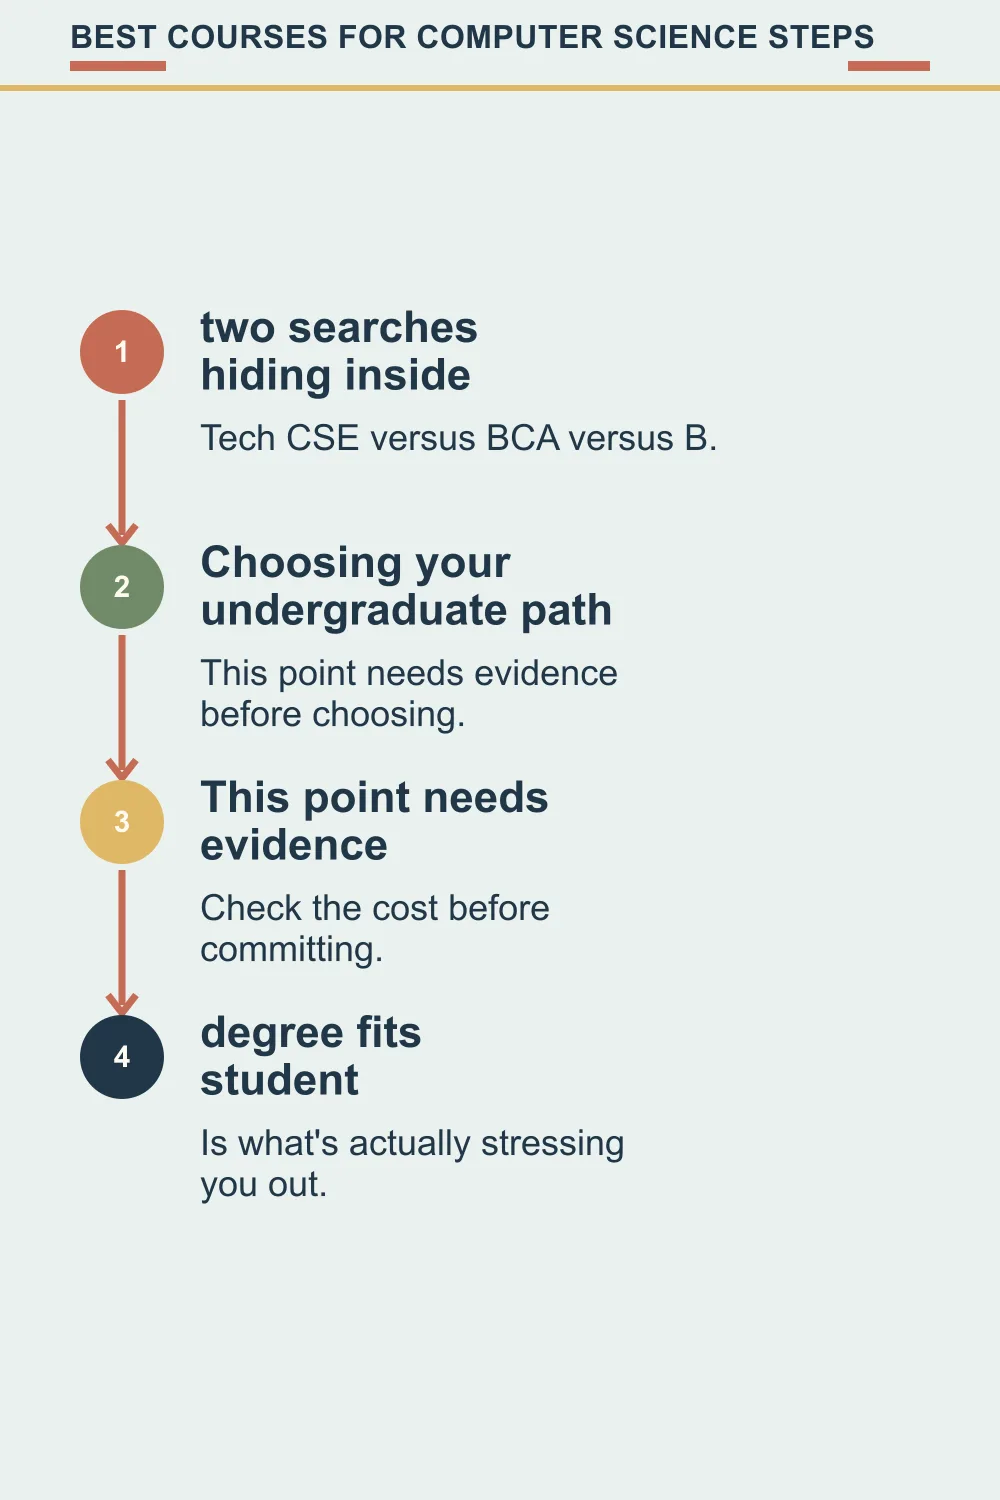 BEST COURSES FOR COMPUTER SCIENCE STEPS
1
two searches
hiding inside
Tech CSE versus BCA versus B.
2
Choosing your
undergraduate path
This point needs evidence
before choosing.
3
This point needs
evidence
Check the cost before
committing.
4
degree fits
student
Is what's actually stressing
you out.